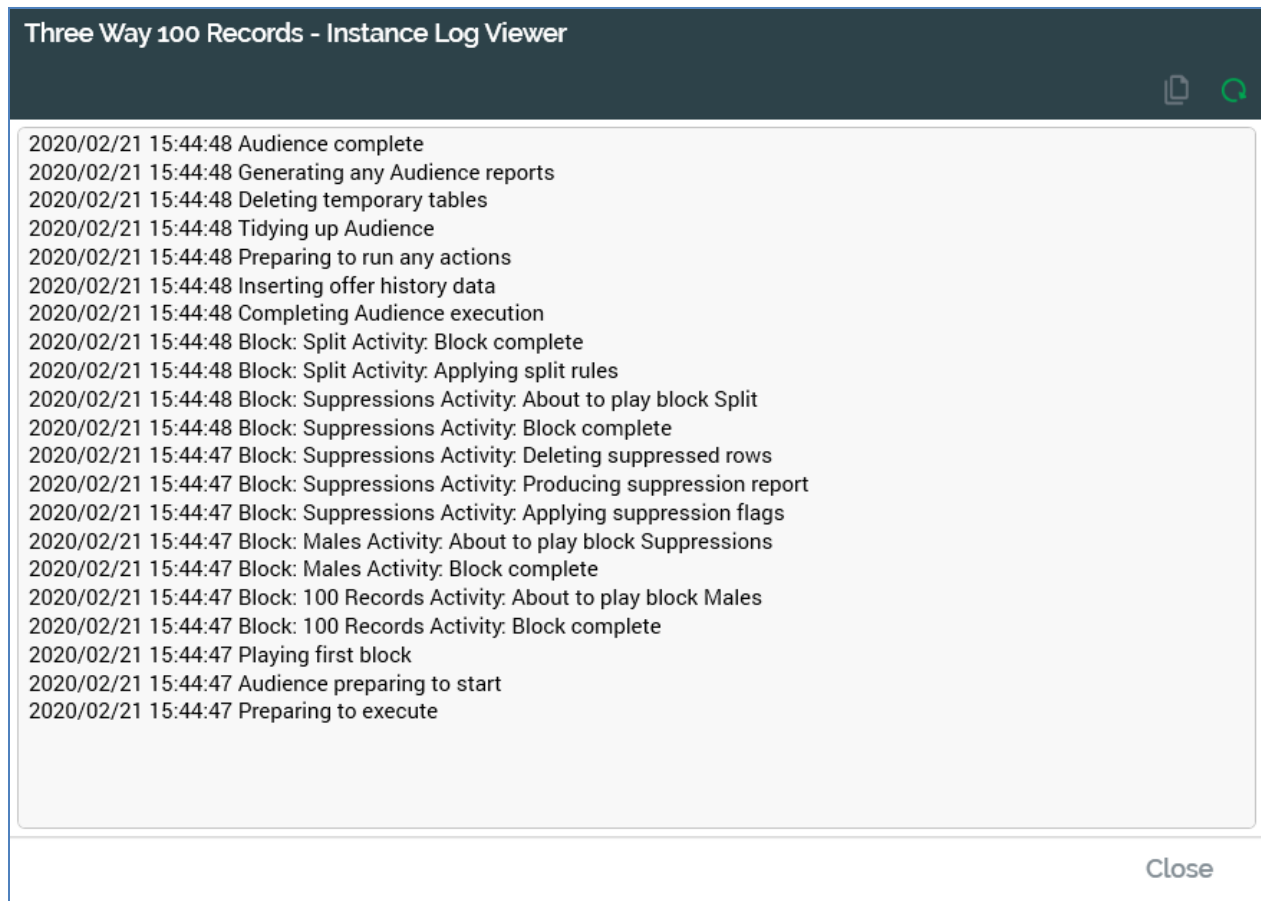 Three Way 100 Records - Instance Log Viewer
2020/02/21 15:44:48 Audience complete
2020/02/21 15:44:48 Generating any Audience reports
2020/02/21 15:44:48 Deleting temporary tables
2020/02/21 15:44:48 Tidying up Audience
2020/02/21 15:44:48 Preparing to run any actions
2020/02/21 15:44:48 Inserting offer history data
2020/02/21 15:44:48 Completing Audience execution
2020/02/21 15:44:48 Block: Split Activity: Block complete
2020/02/21 15:44:48 Block: Split Activity: Applying split rules
2020/02/21 15:44:48 Block: Suppressions Activity: About to play block Split
2020/02/21 15:44:48 Block: Suppressions Activity: Block complete
2020/02/21 15:44:47 Block: Suppressions Activity: Deleting suppressed rows
2020/02/21 15:44:47 Block: Suppressions Activity: Producing suppression report
2020/02/21 15:44:47 Block: Suppressions Activity: Applying suppression flags
2020/02/21 15:44:47 Block: Males Activity: About to play block Suppressions
2020/02/21 15:44:47 Block: Males Activity: Block complete
2020/02/21 15:44:47 Block: 100 Records Activity: About to play block Males
2020/02/21 15:44:47 Block: 100 Records Activity: Block complete
2020/02/21 15:44:47 Playing first block
2020/02/21 15:44:47 Audience preparing to start
2020/02/21 15:44:47 Preparing to execute
Close